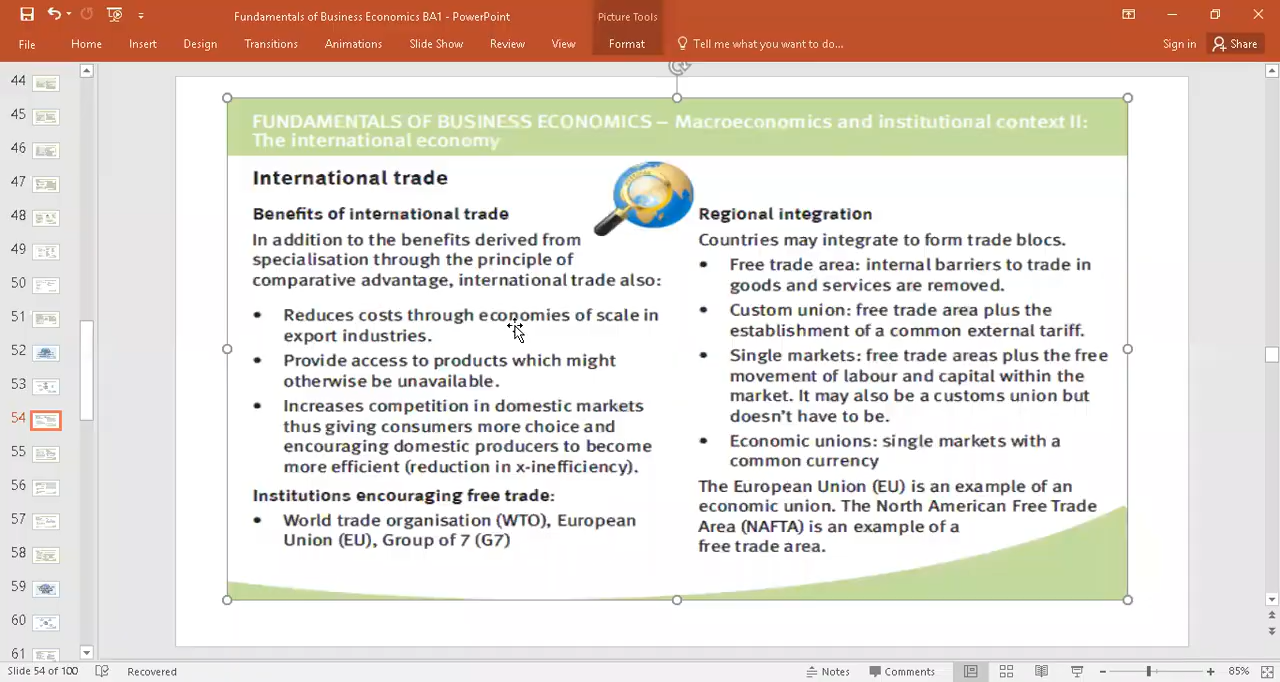 Fundamentals of Business Economics BA1 - PowerPoint
Picture Tools
File
Home
Insert
Design
Transitions
Animations
Slide Show
Review
View
Format
Tell me what you want to do...
Sign in
Share
44
45
46
47
48
49
50
51
52
53
54
55
56
57
58
59
60
61
FUNDAMENTALS OF BUSINESS ECONOMICS – Macroeconomics and institutional context II:
The international economy
International trade
Benefits of international trade
In addition to the benefits derived from
specialisation through the principle of
comparative advantage, international trade also:
• Reduces costs through economies of scale in
export industries.
• Provide access to products which might
otherwise be unavailable.
• Increases competition in domestic markets
thus giving consumers more choice and
encouraging domestic producers to become
more efficient (reduction in x-inefficiency).
Institutions encouraging free trade:
• World trade organisation (WTO), European
Union (EU), Group of 7 (G7)
Regional integration
Countries may integrate to form trade blocs.
• Free trade area: internal barriers to trade in
goods and services are removed.
• Custom union: free trade area plus the
establishment of a common external tariff.
• Single markets: free trade areas plus the free
movement of labour and capital within the
market. It may also be a customs union but
doesn't have to be.
• Economic unions: single markets with a
common currency
The European Union (EU) is an example of an
economic union. The North American Free Trade
Area (NAFTA) is an example of a
free trade area.
Slide 54 of 100
Recovered
Notes
Comments
85%